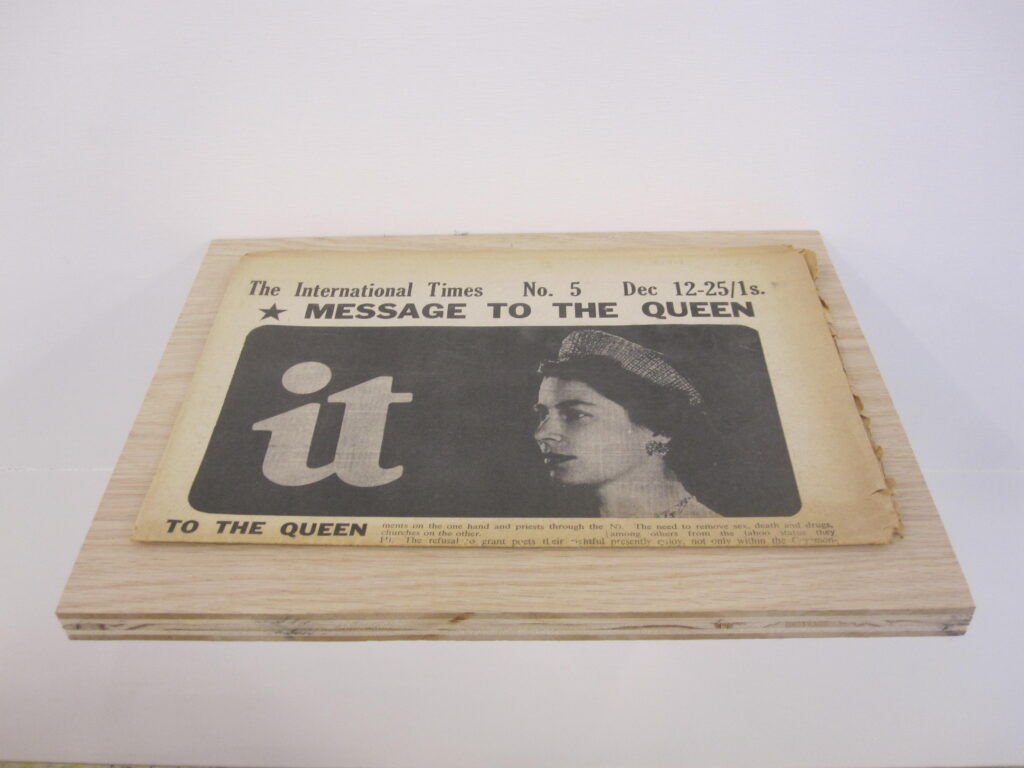 The International Times No. 5 Dec 12-25/1s.
★ MESSAGE TO THE QUEEN
it
TO THE QUEEN
ments on the one hand and priests through the
churches on the other.
The refusal to grant poets their rightful
The need to remove sex, death and drugs,
among others from the taboo status they
presently enjoy, not only within the